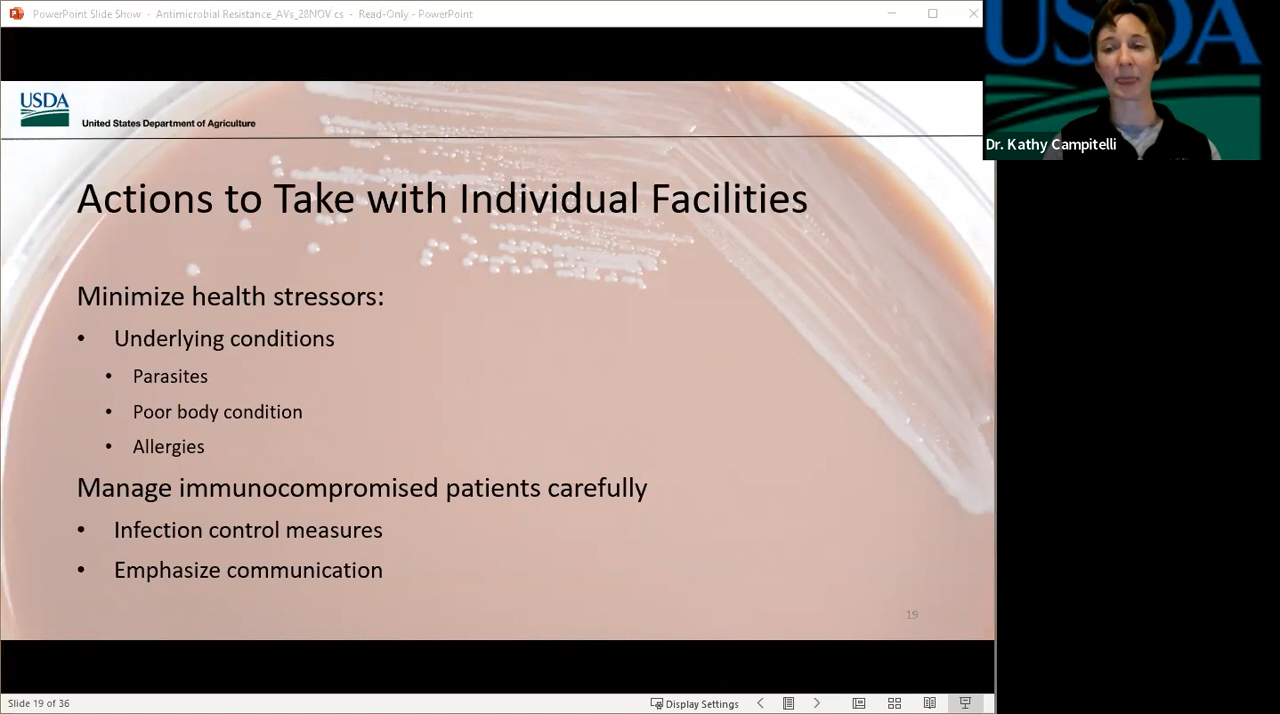 PowerPoint Slide Show - Antimicrobial Resistance_AVs_28NOV cs - Read-Only - PowerPoint
USDA
Dr. Kathy Campitelli
USDA
United States Department of Agriculture
Actions to Take with Individual Facilities
Minimize health stressors:
• Underlying conditions
• Parasites
• Poor body condition
• Allergies
Manage immunocompromised patients carefully
• Infection control measures
• Emphasize communication
19
Slide 19 of 36
Display Settings